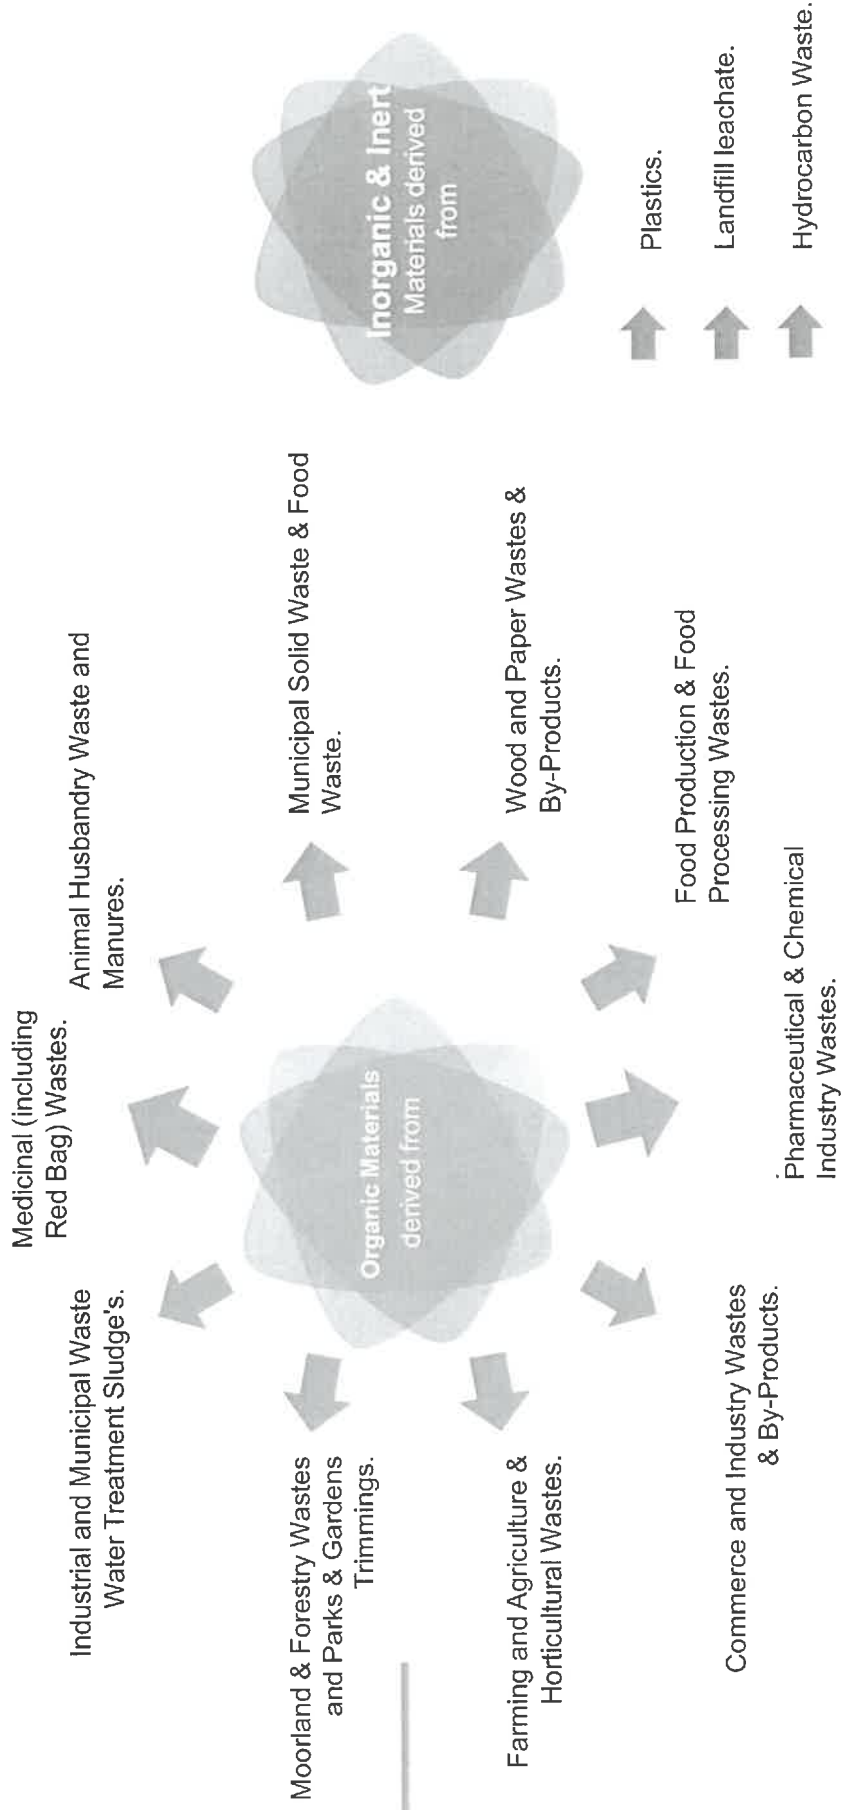 Medicinal (including
Red Bag) Wastes.
Industrial and Municipal Waste
Water Treatment Sludge's.
Animal Husbandry Waste and
Manures.
Moorland & Forestry Wastes
and Parks & Gardens
Trimmings.
Municipal Solid Waste & Food
Waste.
Organic Materials
derived from
Farming and Agriculture &
Horticultural Wastes.
Wood and Paper Wastes &
By-Products.
Commerce and Industry Wastes
& By-Products.
Food Production & Food
Processing Wastes.
Pharmaceutical & Chemical
Industry Wastes.
Inorganic & Inert
Materials derived
from
Plastics.
Landfill leachate.
Hydrocarbon Waste.